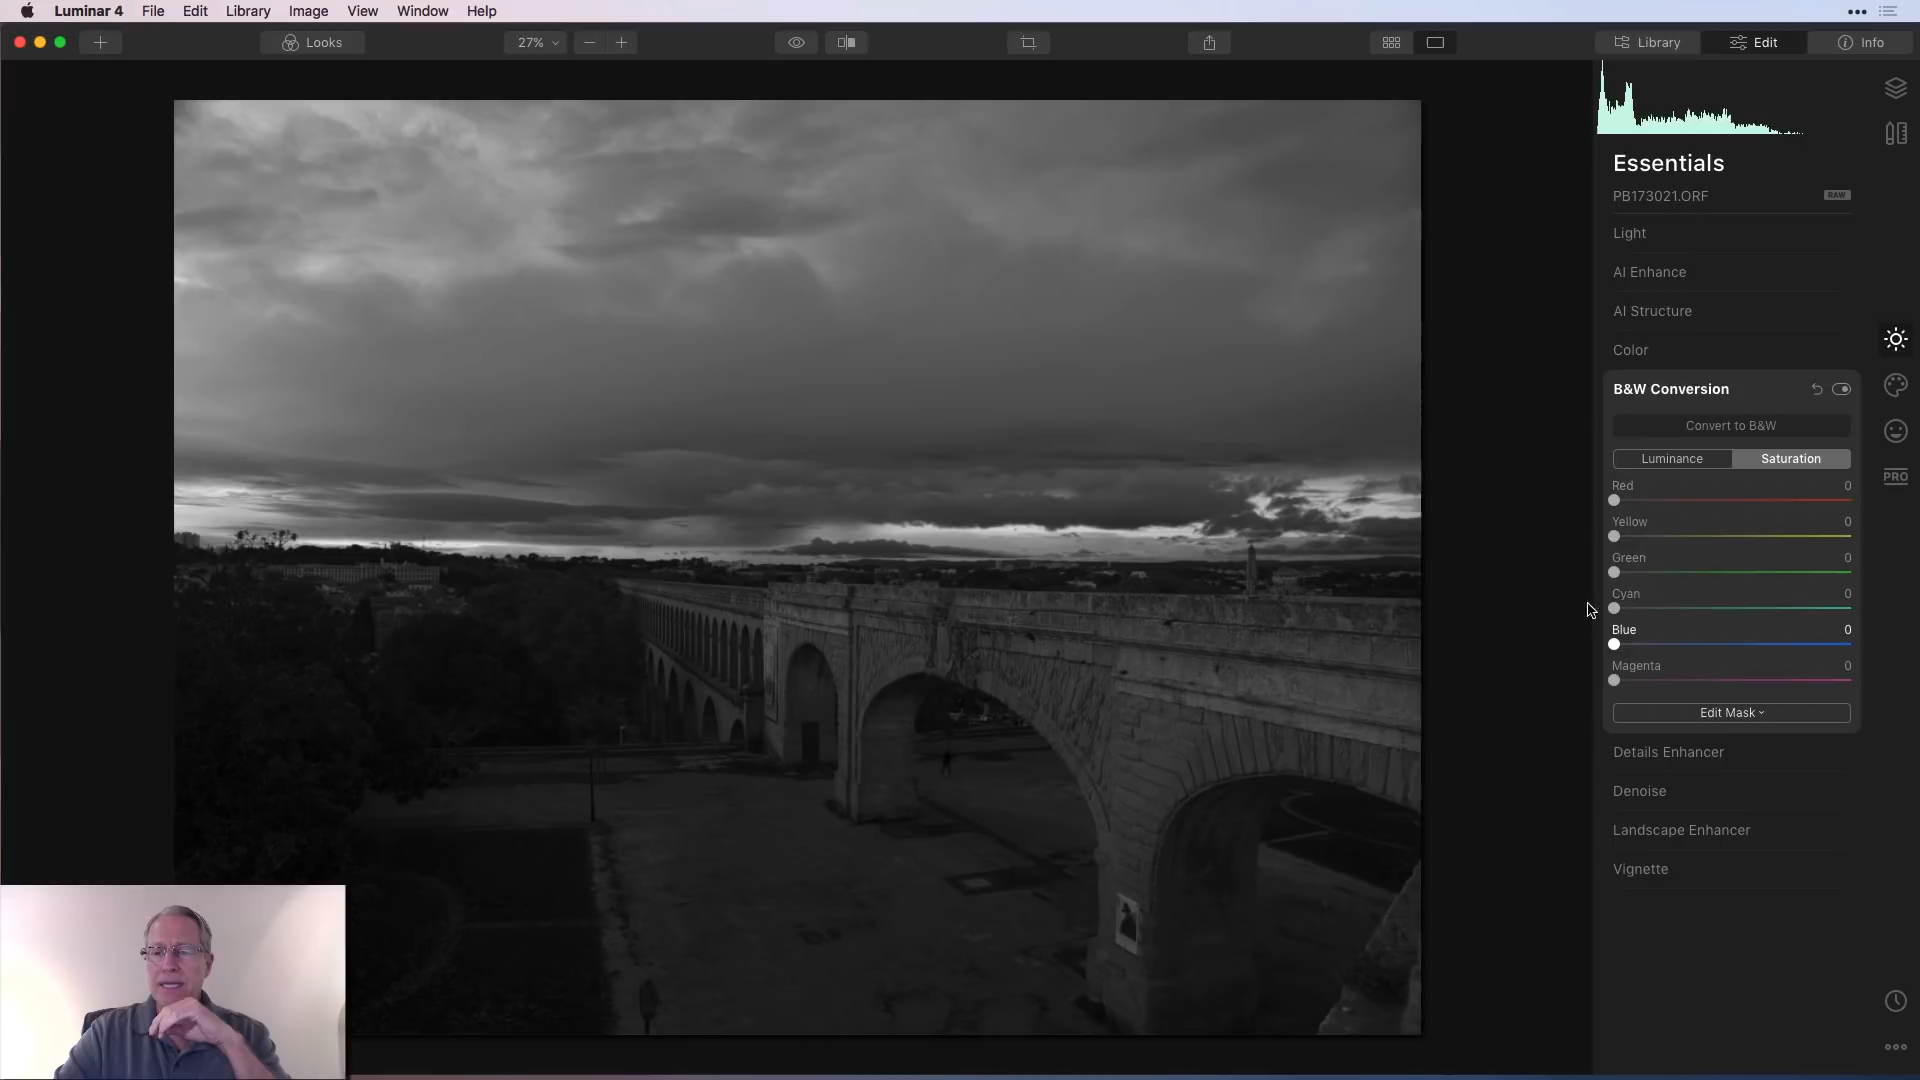 Luminar 4 File Edit Library Image View Window Help
Looks 27% Library Edit Info
Essentials
PB173021.ORF RAW
Light
AI Enhance
AI Structure
Color
B&W Conversion
Convert to B&W
Luminance Saturation
Red 0
Yellow 0
Green 0
Cyan 0
Blue 0
Magenta 0
Edit Mask
Details Enhancer
Denoise
Landscape Enhancer
Vignette
PRO